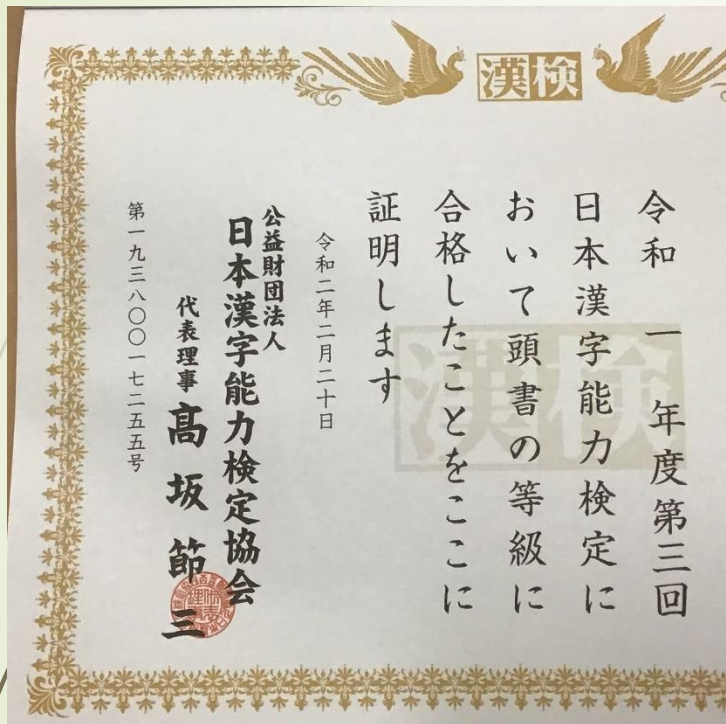 漢検
令和一年度第三回
日本漢字能力検定に
おいて頭書の等級に
合格したことをここに
証明します
令和二年二月二十日
公益財団法人
日本漢字能力検定協会
代表理事 髙坂節三
第一九三八〇〇一七二五五号
漢検